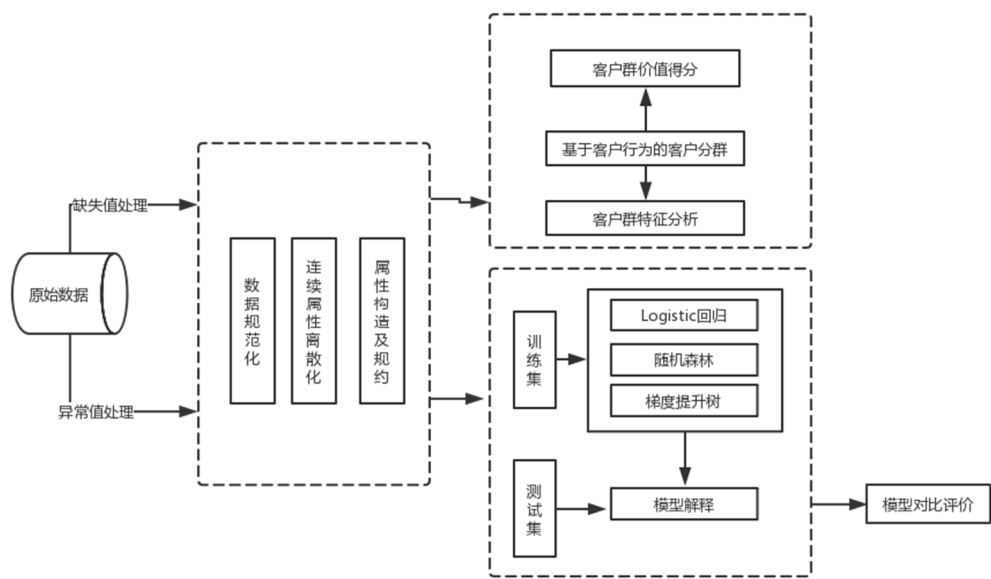 客户群价值得分
基于客户行为的客户分群
客户群特征分析
缺失值处理
原始数据
异常值处理
数据规范化
连续属性离散化
属性构造及规约
训练集
Logistic回归
随机森林
梯度提升树
测试集
模型解释
模型对比评价